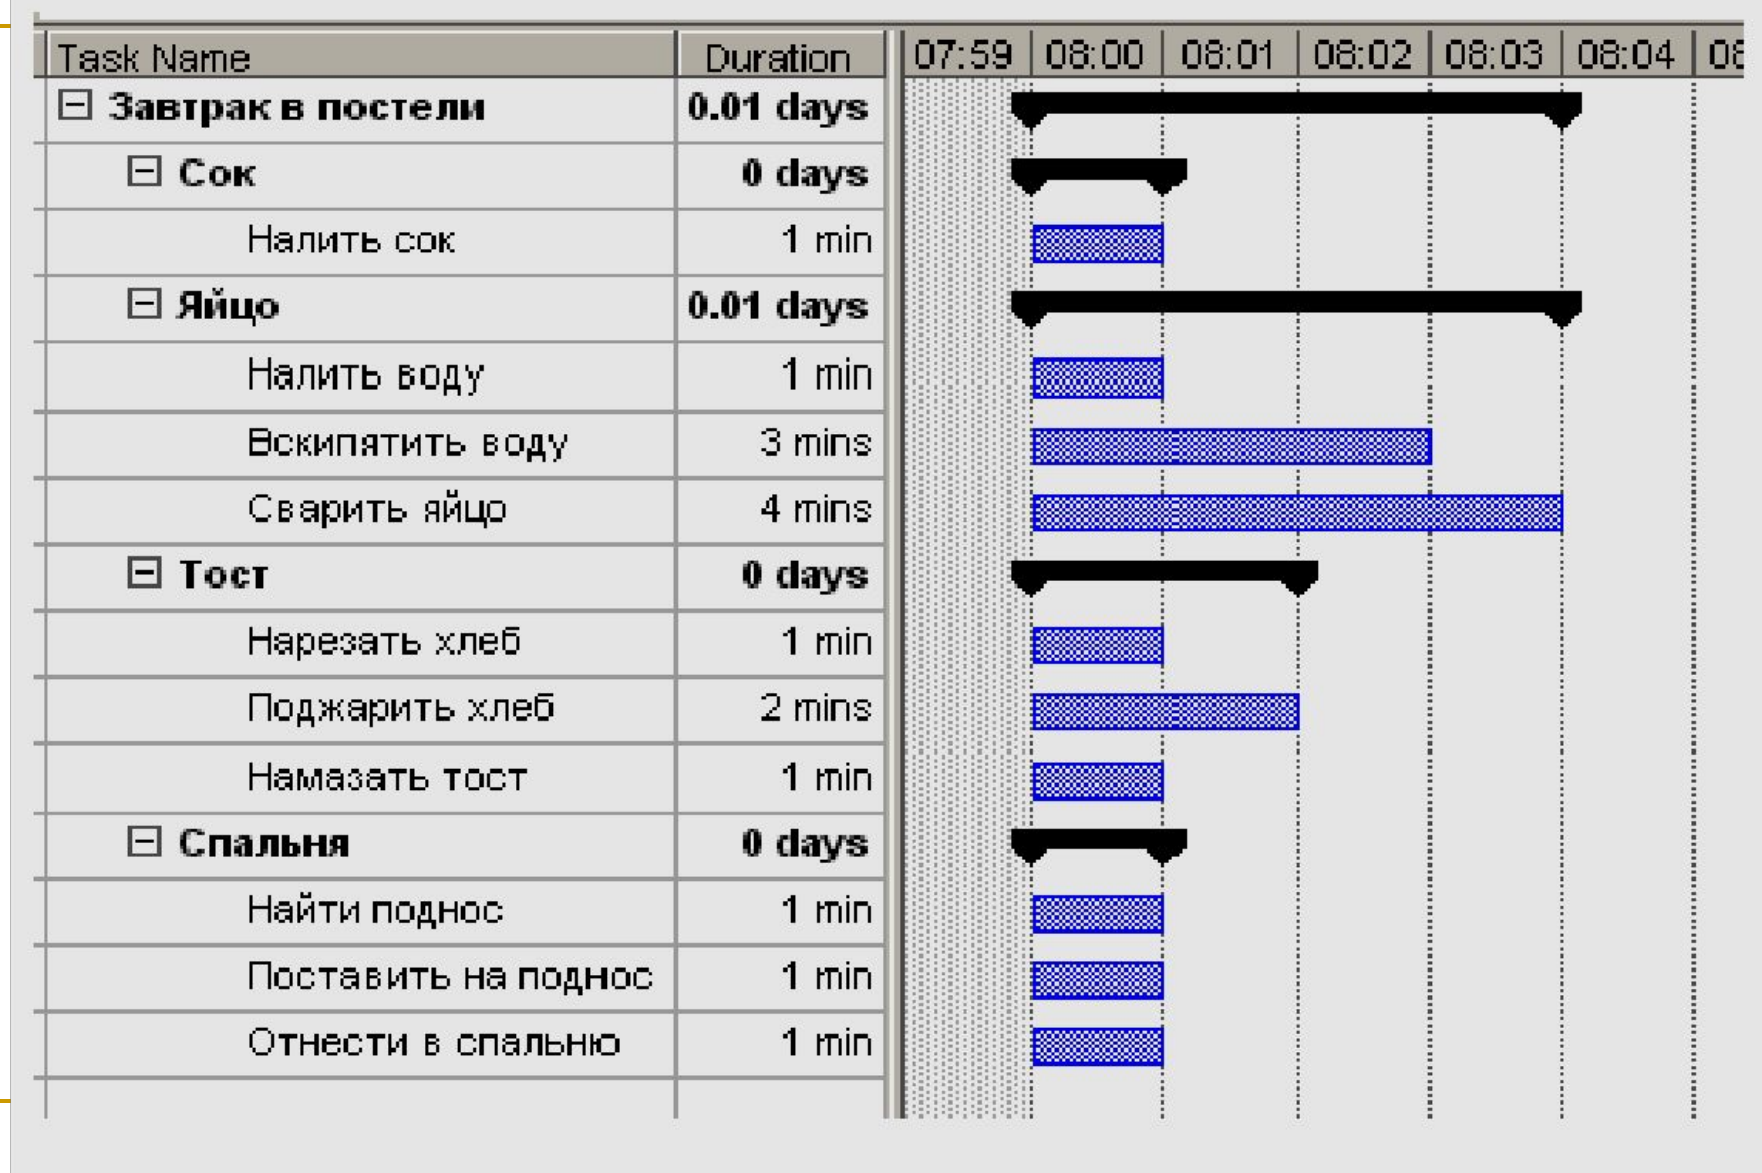 Task Name Duration 07:59 08:00 08:01 08:02 08:03 08:04
Завтрак в постели 0.01 days
Сок 0 days
Налить сок 1 min
Яйцо 0.01 days
Налить воду 1 min
Вскипятить воду 3 mins
Сварить яйцо 4 mins
Тост 0 days
Нарезать хлеб 1 min
Поджарить хлеб 2 mins
Намазать тост 1 min
Спальня 0 days
Найти поднос 1 min
Поставить на поднос 1 min
Отнести в спальню 1 min